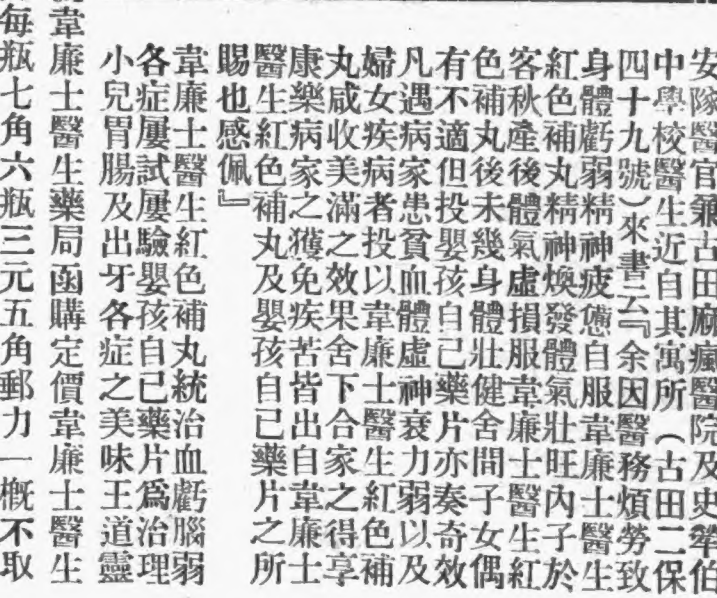 安隊醫官兼古田麻瘋醫院及史犖伯
中學校醫生近自其寓所（古田二保
四十九號）來書云『余因醫務煩勞致
身體虧弱精神疲憊自服韋廉士醫生
紅色補丸精神煥發體氣壯旺內子於
客秋產後體氣虛損服韋廉士醫生紅
色補丸後未幾身體壯健舍間子女偶
有不適但投嬰孩自己藥片亦奏奇效
凡遇病家患貧血體虛神衰力弱以及
婦女疾病者投以韋廉士醫生紅色補
丸咸收美滿之效果舍下合家之得享
康樂病家之獲免疾苦皆出自韋廉士
醫生紅色補丸及嬰孩自己藥片之所
賜也感佩』
韋廉士醫生紅色補丸統治血虧腦弱
各症屢試屢驗嬰孩自己藥片爲治理
小兒胃腸及出牙各症之美味王道靈
韋廉士醫生藥局函購定價韋廉士醫生
每瓶七角六瓶三元五角郵力一概不取